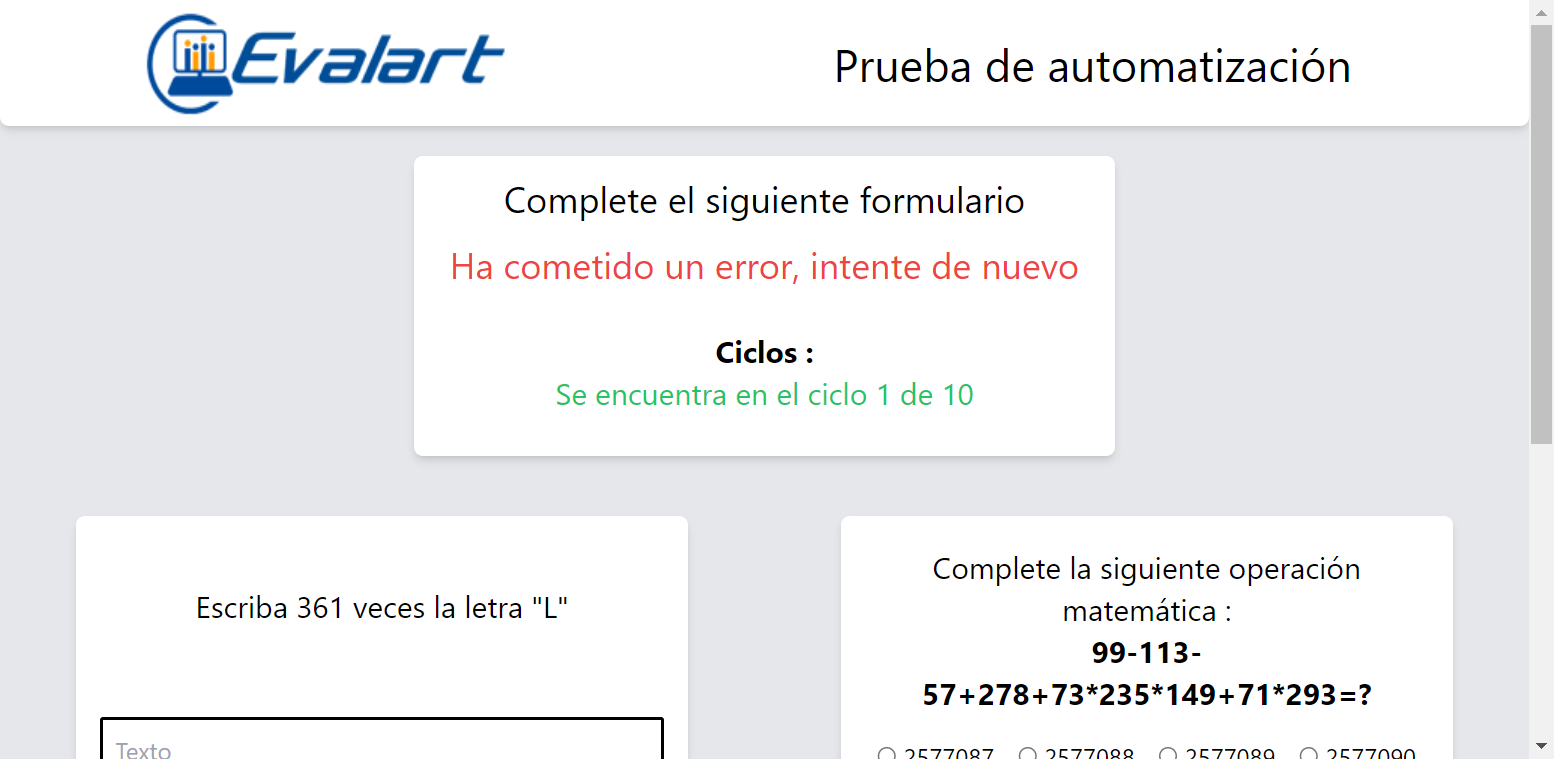 Evalart
Prueba de automatización
Complete el siguiente formulario
Ha cometido un error, intente de nuevo
Ciclos :
Se encuentra en el ciclo 1 de 10
Escriba 361 veces la letra "L"
Texto
Complete la siguiente operación
matemática :
99-113-
57+278+73*235*149+71*293=?
2577087 2577088 2577089 2577090